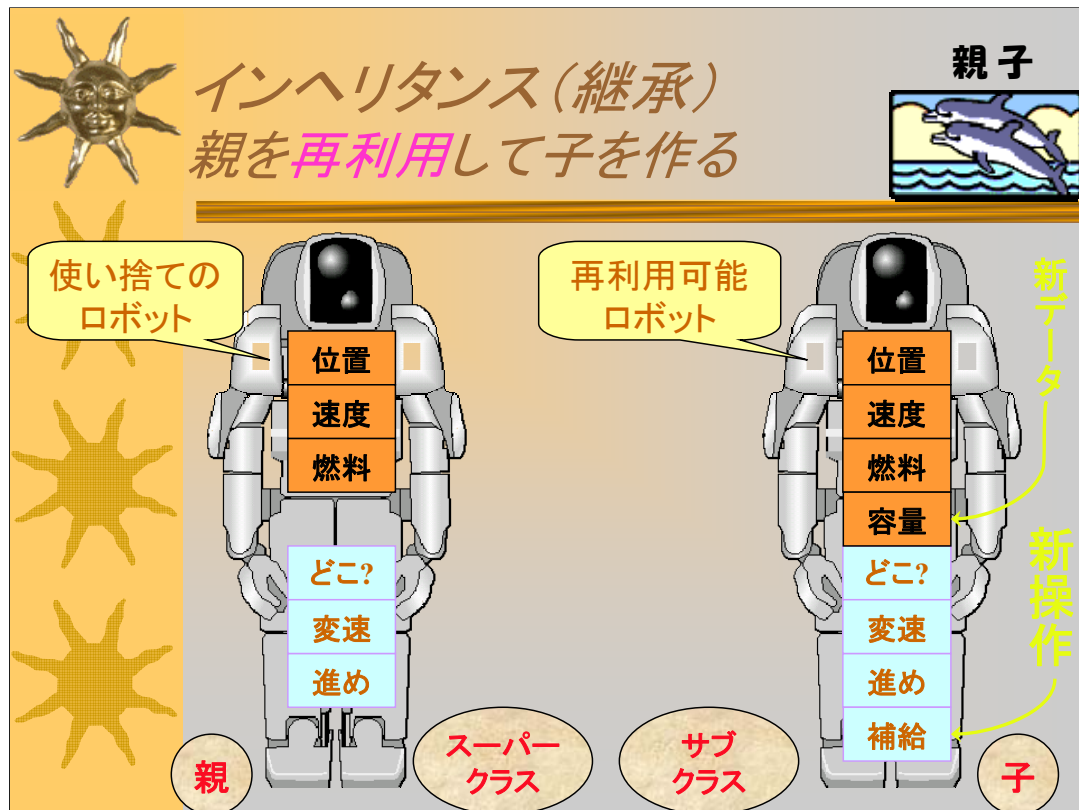 インヘリタンス（継承）
親を再利用して子を作る
親子
使い捨ての
ロボット
位置
速度
燃料
どこ?
変速
進め
親
スーパー
クラス
再利用可能
ロボット
位置
速度
燃料
容量
どこ?
変速
進め
補給
サブ
クラス
子
新データ
新操作